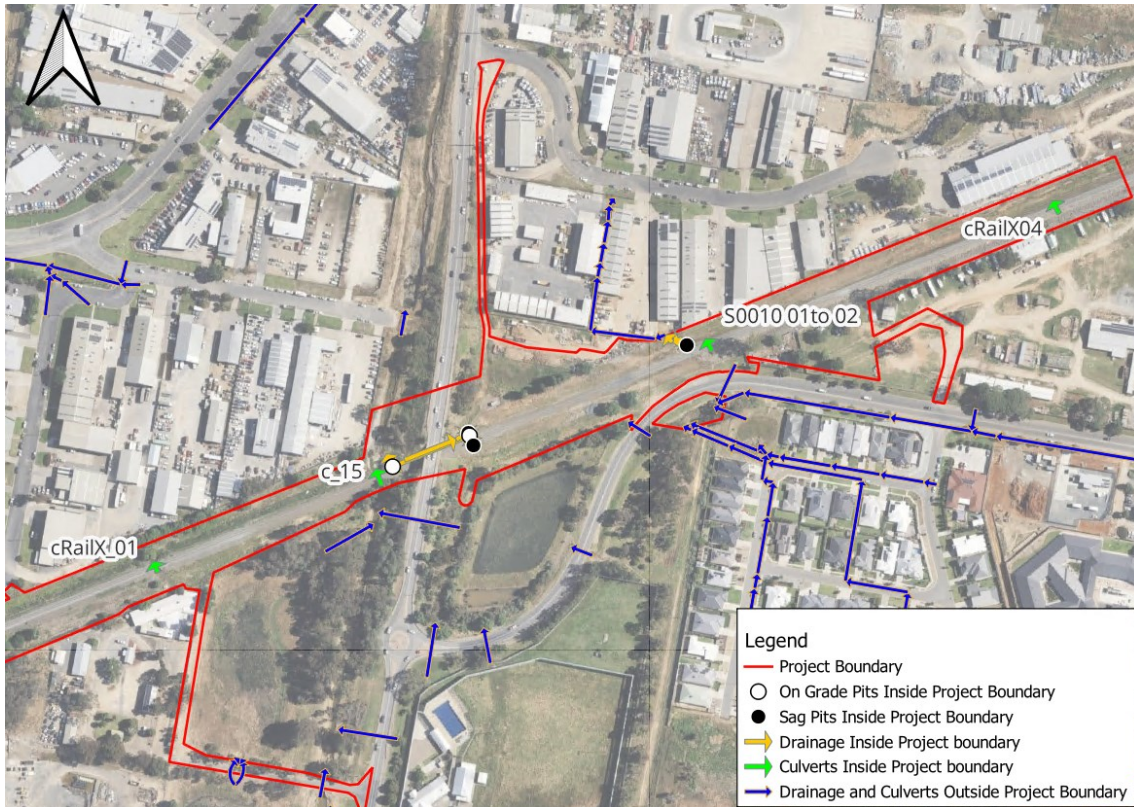 cRailX04
S0010 01to 02
c_15
cRailX_01
Legend
Project Boundary
On Grade Pits Inside Project Boundary
Sag Pits Inside Project Boundary
Drainage Inside Project boundary
Culverts Inside Project boundary
Drainage and Culverts Outside Project Boundary